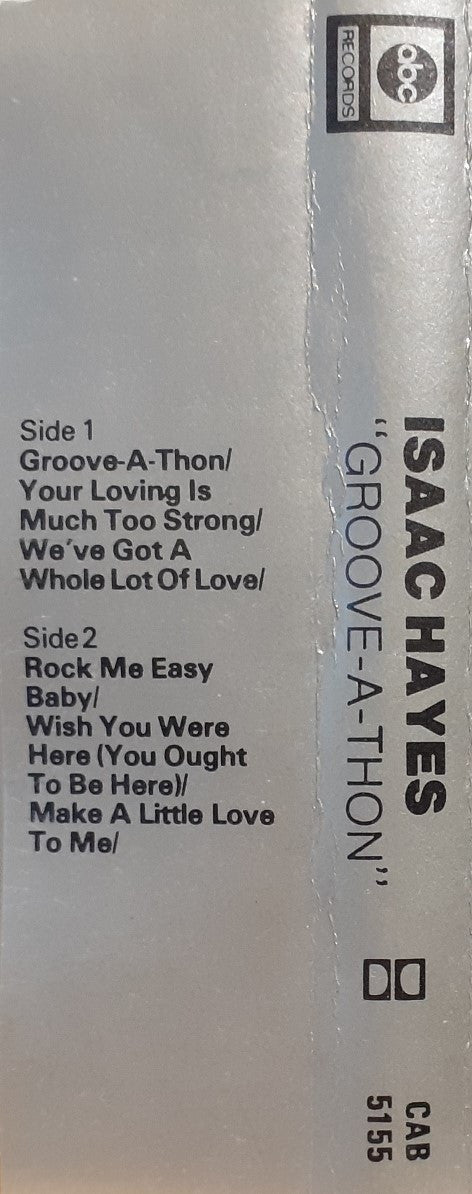 Side 1
Groove-A-Thon/
Your Loving Is
Much Too Strong/
We've Got A
Whole Lot Of Love/
Side 2
Rock Me Easy
Baby/
Wish You Were
Here (You Ought
To Be Here)/
Make A Little Love
To Me/
abc
RECORDS
ISAAC HAYES
"GROOVE-A-THON"
CAB
5155